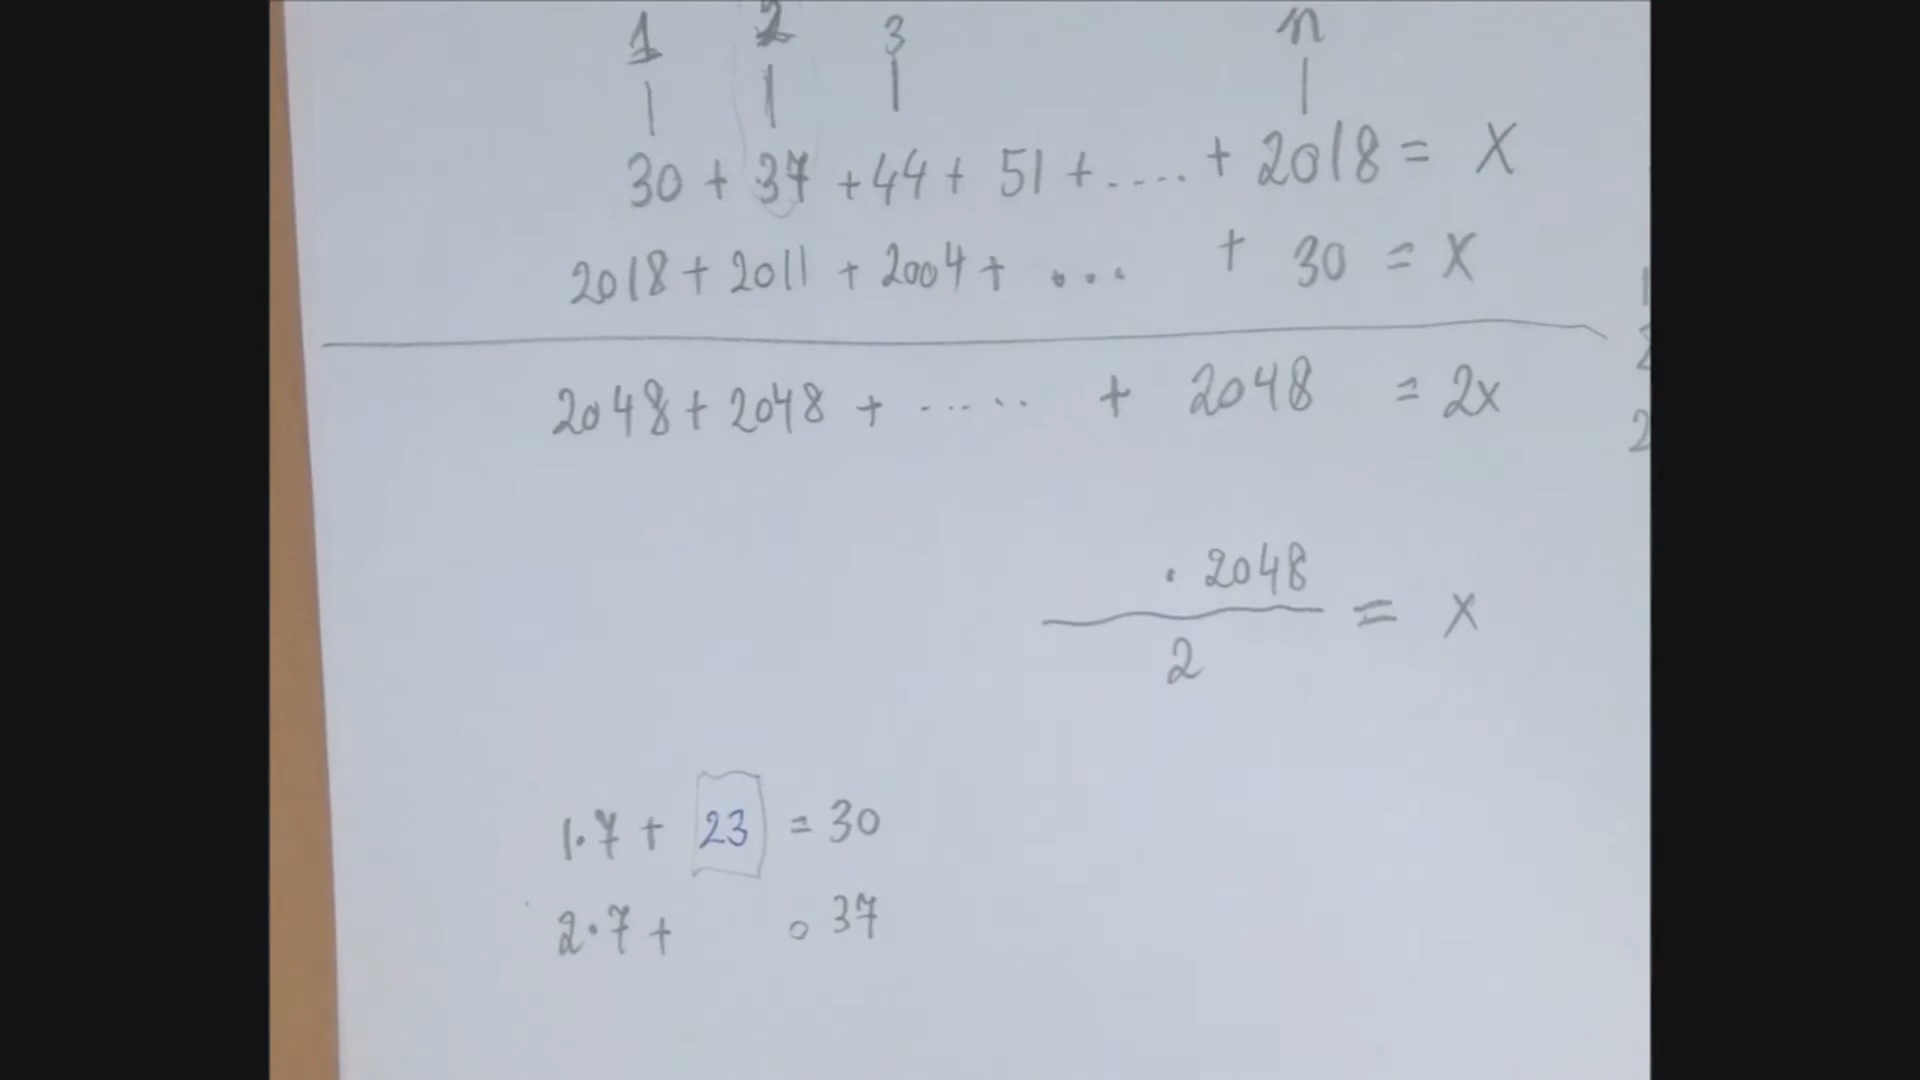 1 2 3 n
30 + 37 + 44 + 51 + .... + 2018 = X
2018 + 2011 + 2004 + ... + 30 = X
2048 + 2048 + ..... + 2048 = 2x
. 2048
2
= x
1.7 + 23 = 30
2.7 + 37